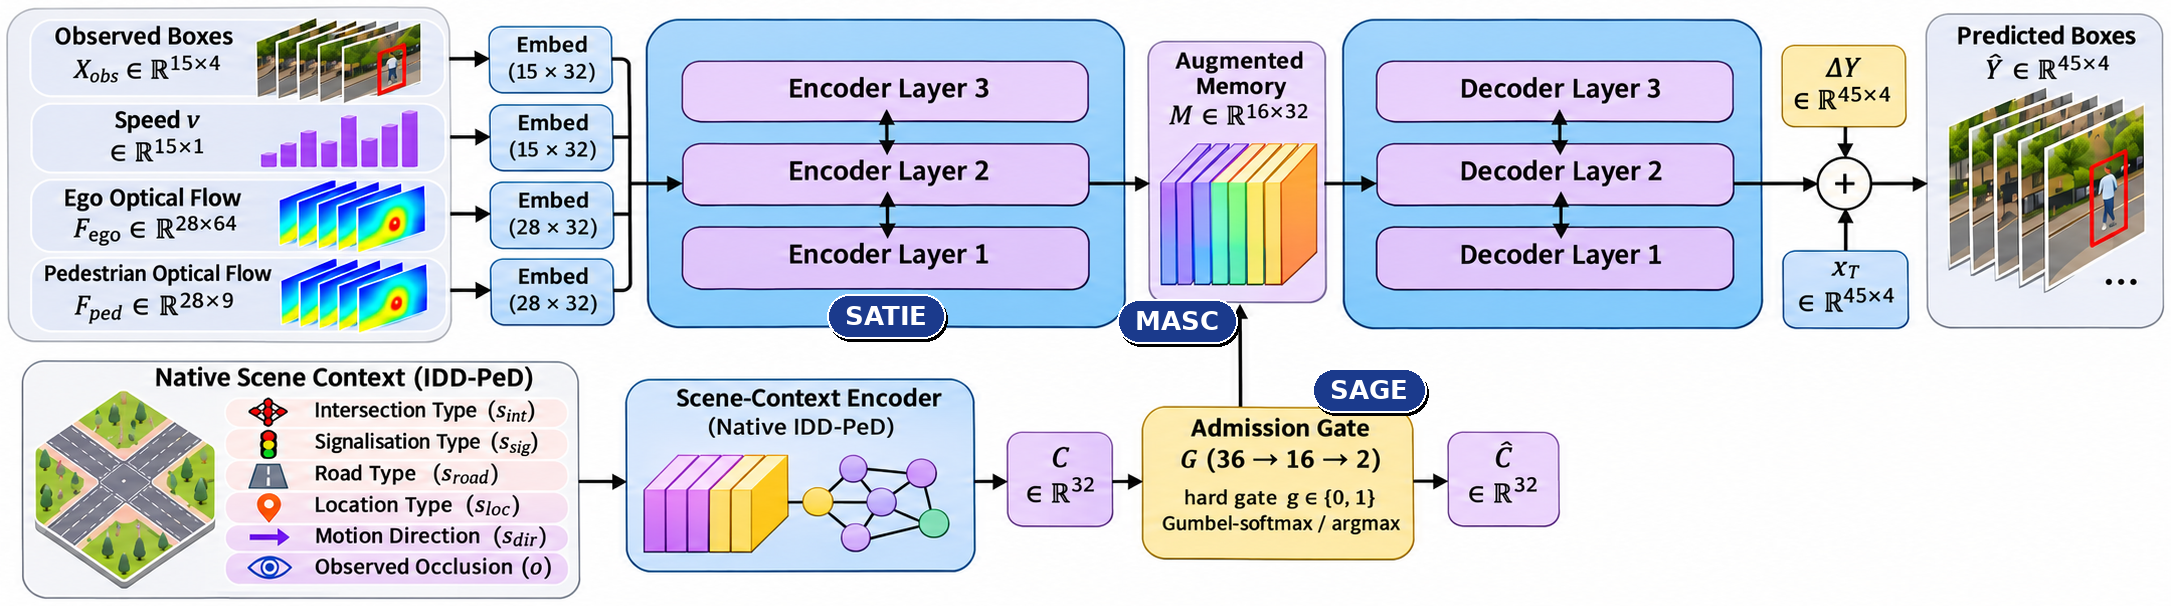 Observed Boxes
X_obs ∈ ℝ^15×4
Speed v
∈ ℝ^15×1
Ego Optical Flow
F_ego ∈ ℝ^28×64
Pedestrian Optical Flow
F_ped ∈ ℝ^28×9
Embed
(15 × 32)
Embed
(15 × 32)
Embed
(28 × 32)
Embed
(28 × 32)
Encoder Layer 3
Encoder Layer 2
Encoder Layer 1
SATIE
Augmented
Memory
M ∈ ℝ^16×32
MASC
Decoder Layer 3
Decoder Layer 2
Decoder Layer 1
ΔY
∈ ℝ^45×4
+
x_T
∈ ℝ^45×4
Predicted Boxes
Ŷ ∈ ℝ^45×4
...
Native Scene Context (IDD-PeD)
Intersection Type (s_int)
Signalisation Type (s_sig)
Road Type (s_road)
Location Type (s_loc)
Motion Direction (s_dir)
Observed Occlusion (o)
Scene-Context Encoder
(Native IDD-PeD)
C
∈ ℝ^32
SAGE
Admission Gate
G (36 → 16 → 2)
hard gate g ∈ {0, 1}
Gumbel-softmax / argmax
Ĉ
∈ ℝ^32